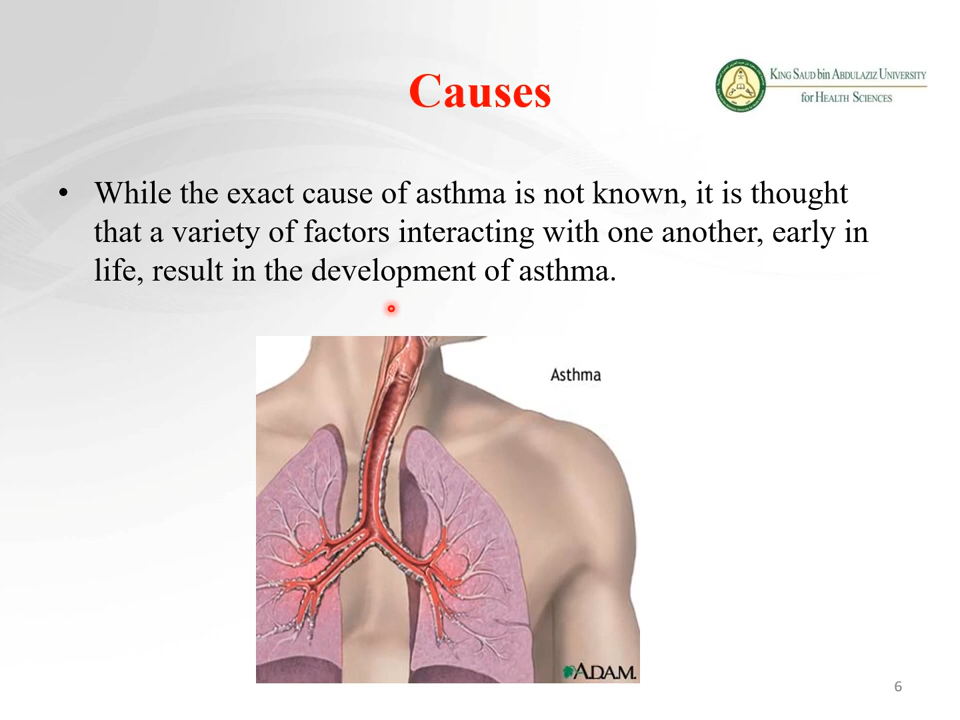 Causes
KING SAUD bin ABDULAZIZ UNIVERSITY
for HEALTH SCIENCES
• While the exact cause of asthma is not known, it is thought
that a variety of factors interacting with one another, early in
life, result in the development of asthma.
Asthma
A.D.A.M.
6